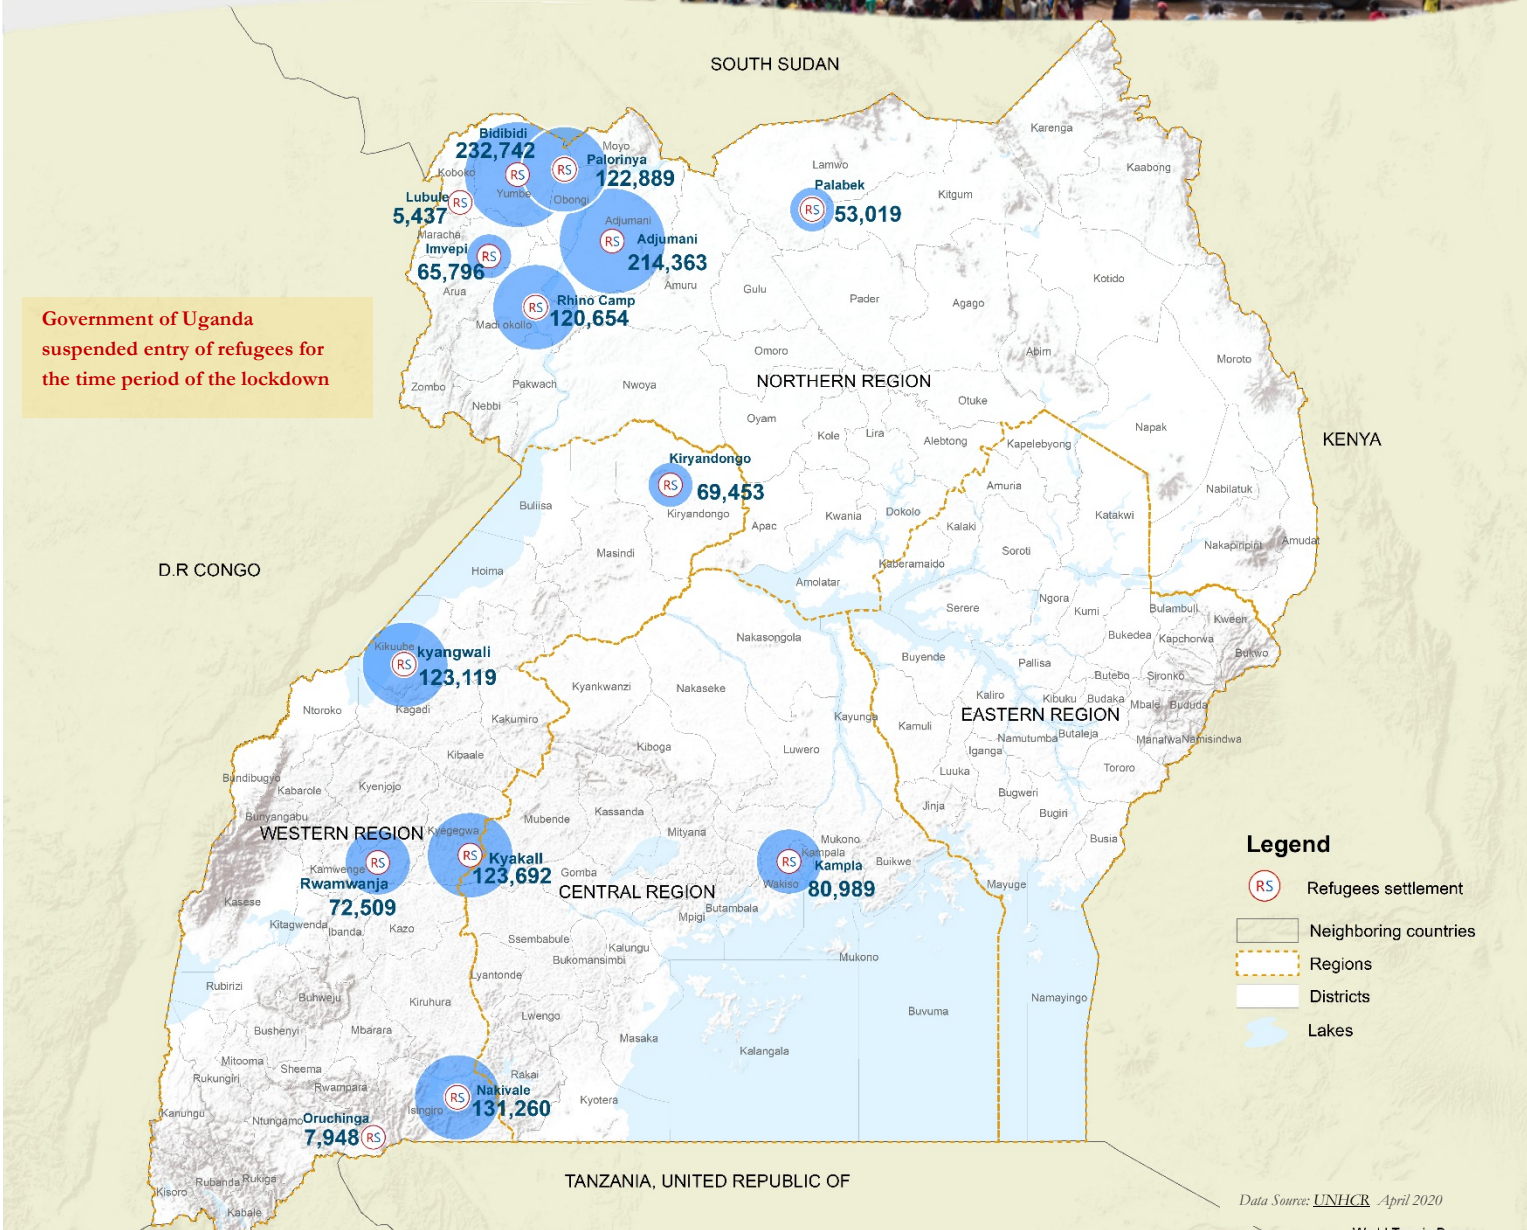 SOUTH SUDAN
Karenga
Kaabong
Bidibidi
232,742
Moyo
Palorinya
122,889
Koboko
Yumbe
Obongi
Lamwo
Palabek
53,019
Kitgum
Lubule
5,437
Maracha
Adjumani
Adjumani
214,363
Imvepi
65,796
Arua
Amuru
Gulu
Pader
Agago
Kotido
Rhino Camp
120,654
Madi okollo
Government of Uganda
suspended entry of refugees for
the time period of the lockdown
Omoro
Abim
Moroto
Zombo
Pakwach
Nwoya
NORTHERN REGION
Nebbi
Otuke
Oyam
Kole
Lira
Alebtong
Kapelebyong
Napak
KENYA
Kiryandongo
69,453
Kiryandongo
Buliisa
Amuria
Nabilatuk
Apac
Kwania
Dokolo
Kalaki
Katakwi
Masindi
Soroti
Nakapiripirit
Amudat
D.R CONGO
Hoima
Kaberamaido
Amolatar
Serere
Ngora
Kumi
Bulambuli
Kween
Nakasongola
Bukedea
Kapchorwa
Bukwo
Kikuube
kyangwali
123,119
Buyende
Pallisa
Butebo
Sironko
Kyankwanzi
Nakaseke
Kaliro
Kibuku
Budaka
Mbale
Bududa
Ntoroko
Kagadi
Kakumiro
Kayunga
Kamuli
EASTERN REGION
Namutumba
Butaleja
Manafwa
Namisindwa
Kibaale
Kiboga
Luwero
Iganga
Luuka
Tororo
Bundibugyo
Kabarole
Kyenjojo
Bugweri
Jinja
Bugiri
Bunyangabu
Kassanda
Mubende
WESTERN REGION
Kyegegwa
Mityana
Mukono
Busia
Kampala
Kampla
80,989
Wakiso
Buikwe
Kamwenge
Rwamwanja
72,509
KyakaII
123,692
Gomba
CENTRAL REGION
Mayuge
Kasese
Butambala
Mpigi
Kitagwenda
Ibanda
Kazo
Ssembabule
Kalungu
Bukomansimbi
Mukono
Lyantonde
Rubirizi
Buhweju
Kiruhura
Lwengo
Buvuma
Namayingo
Bushenyi
Mbarara
Masaka
Kalangala
Mitooma
Sheema
Rukungiri
Rwampara
Rakai
Nakivale
131,260
Isingiro
Kyotera
Kanungu
Ntungamo
Oruchinga
7,948
Rubanda
Rukiga
Kisoro
Kabale
TANZANIA, UNITED REPUBLIC OF
Legend
RS Refugees settlement
Neighboring countries
Regions
Districts
Lakes
Data Source: UNHCR April 2020